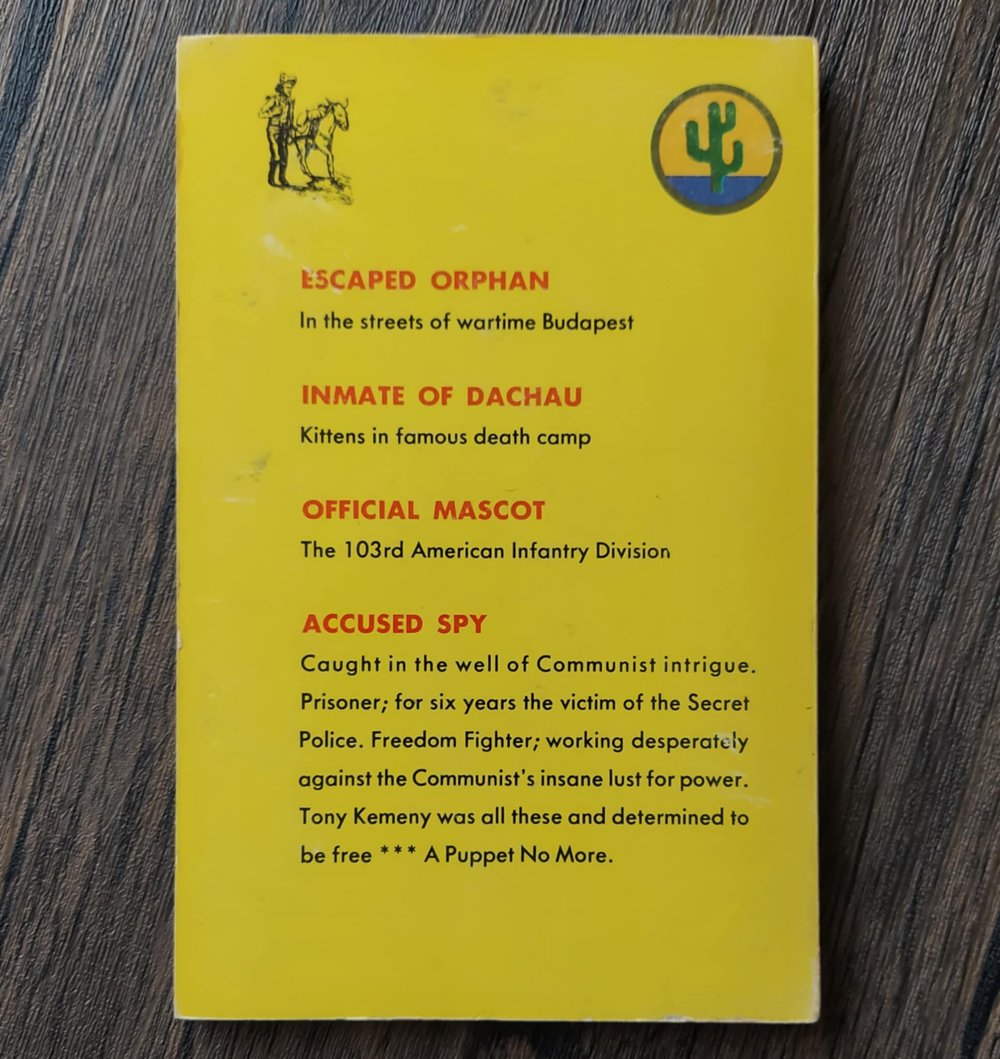 ESCAPED ORPHAN
In the streets of wartime Budapest
INMATE OF DACHAU
Kittens in famous death camp
OFFICIAL MASCOT
The 103rd American Infantry Division
ACCUSED SPY
Caught in the well of Communist intrigue.
Prisoner; for six years the victim of the Secret
Police. Freedom Fighter; working desperately
against the Communist's insane lust for power.
Tony Kemeny was all these and determined to
be free *** A Puppet No More.